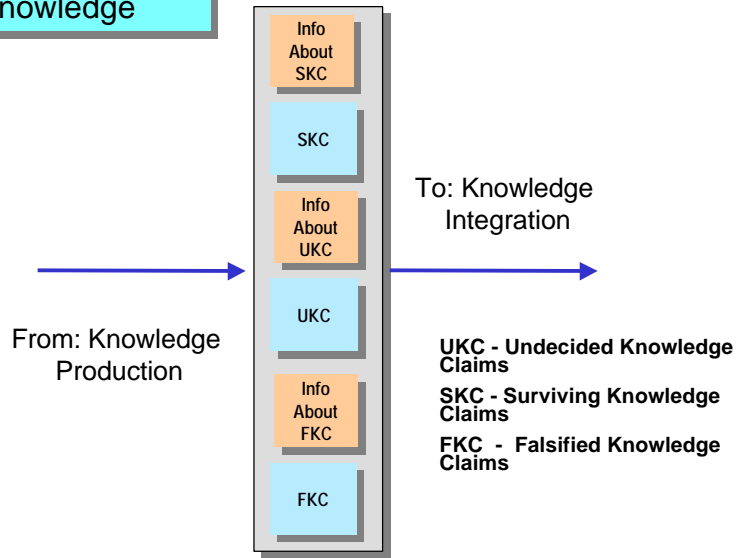 nowledge
Info
About
SKC
SKC
Info
About
UKC
UKC
Info
About
FKC
FKC
From: Knowledge
Production
To: Knowledge
Integration
UKC - Undecided Knowledge
Claims
SKC - Surviving Knowledge
Claims
FKC - Falsified Knowledge
Claims